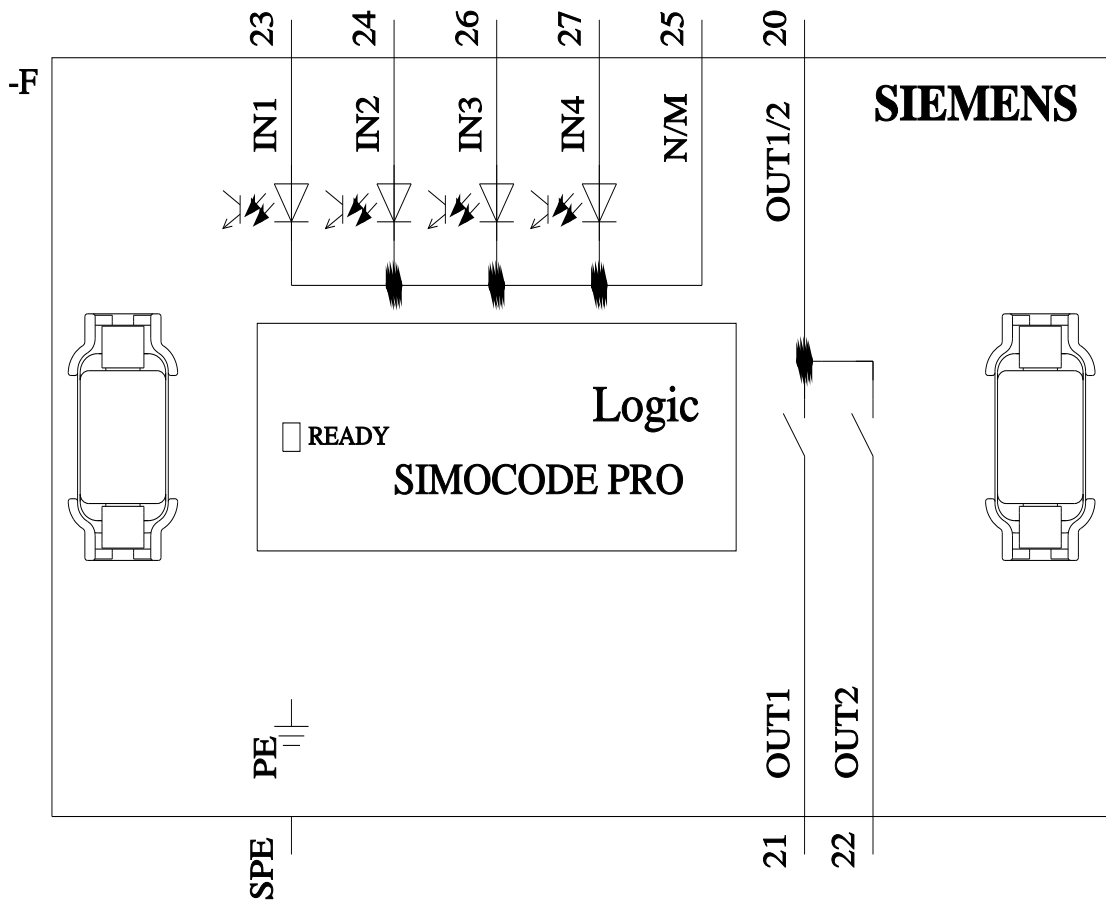 23
24
26
27
25
20
-F
SIEMENS
IN1
IN2
IN3
IN4
N/M
OUT1/2
Logic
READY
SIMOCODE PRO
PE
OUT1
OUT2
SPE
21
22